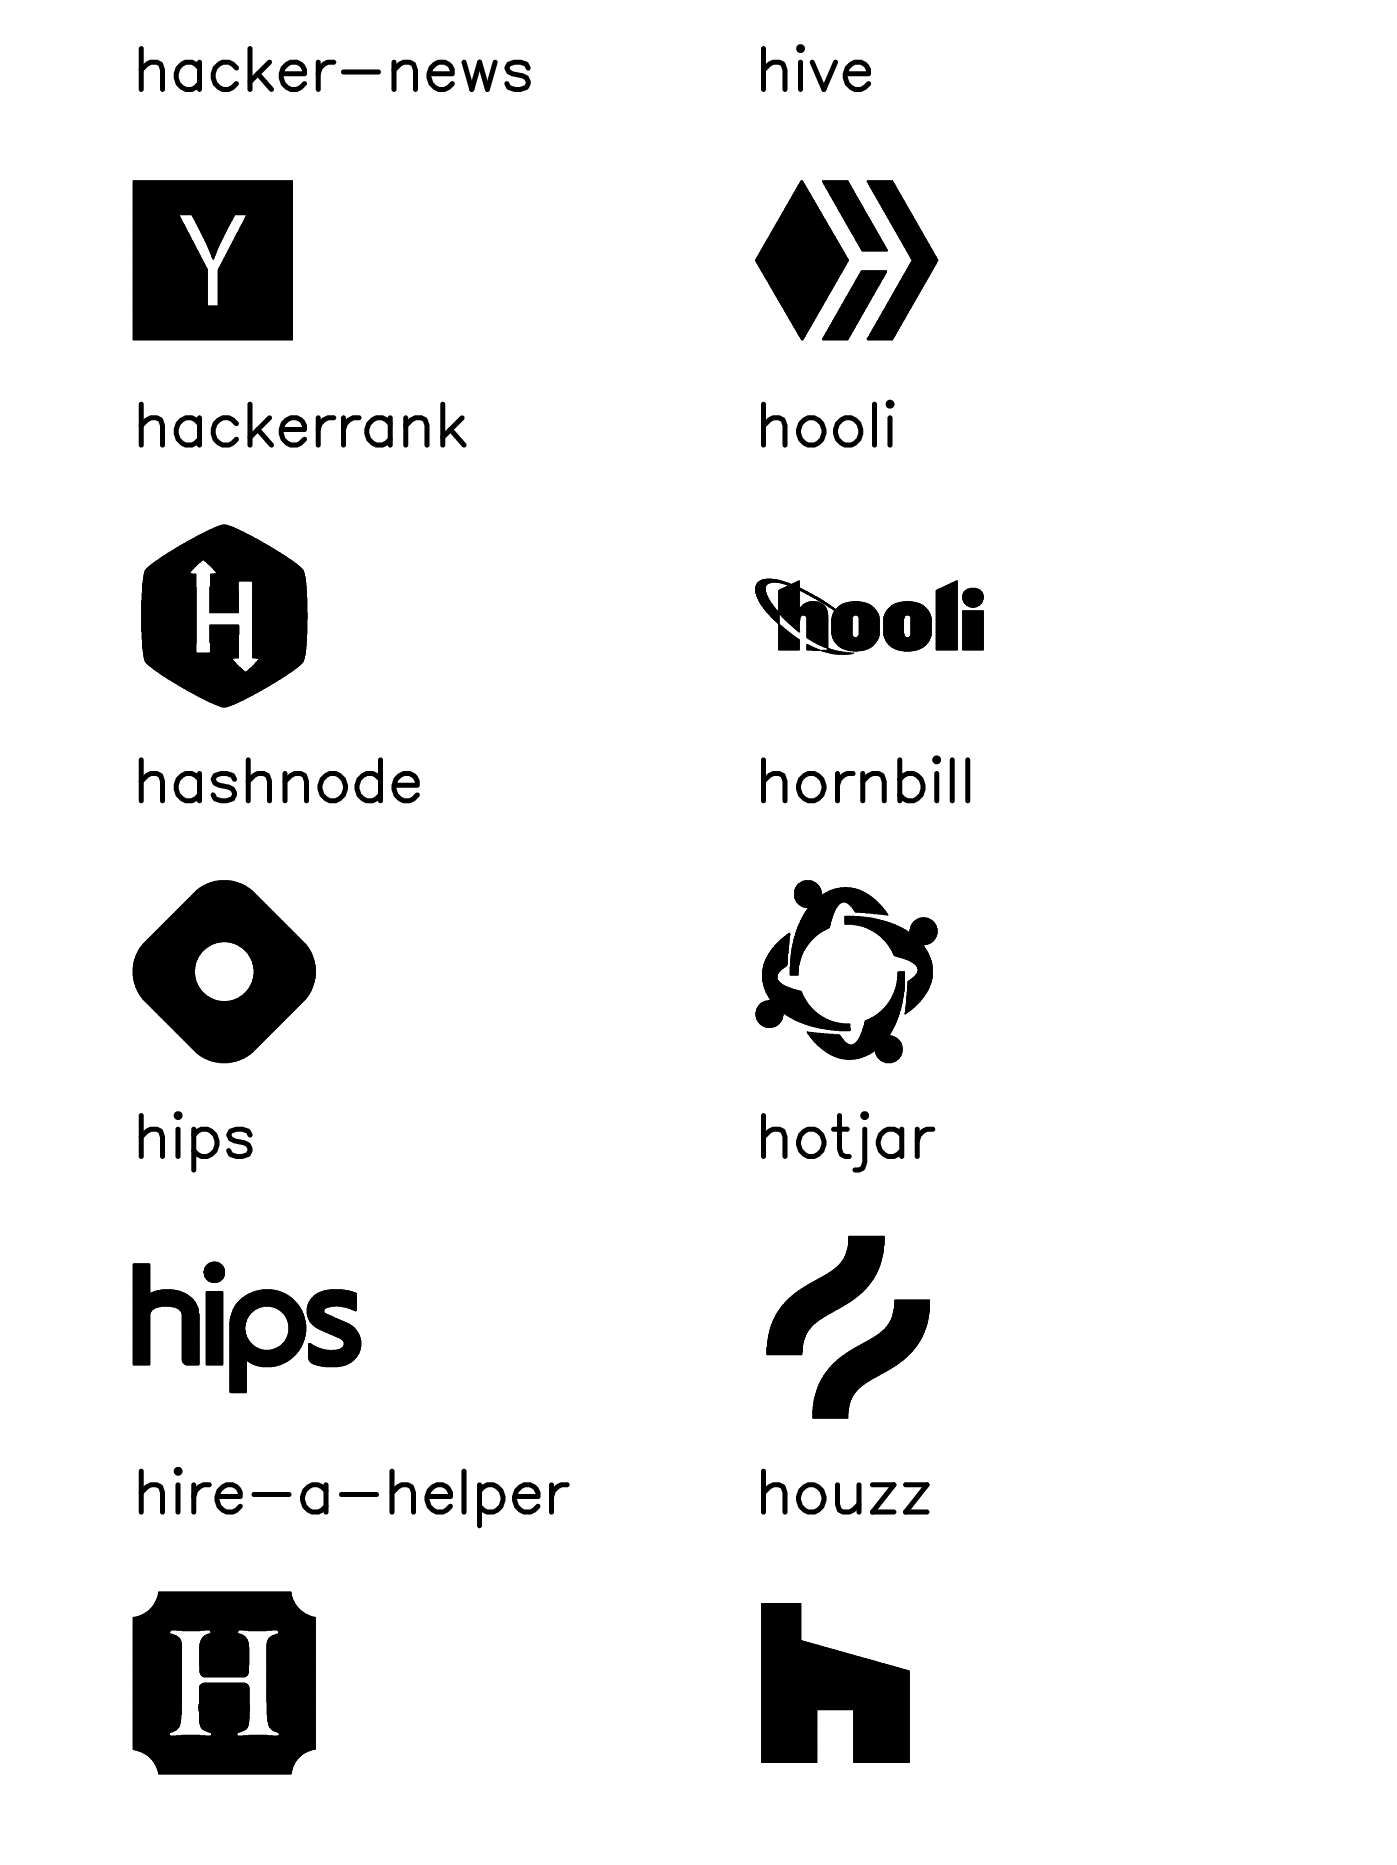 hacker-news
hive
Y
hackerrank
hooli
H
hooli
hashnode
hornbill
hips
hotjar
hips
hire-a-helper
houzz
H